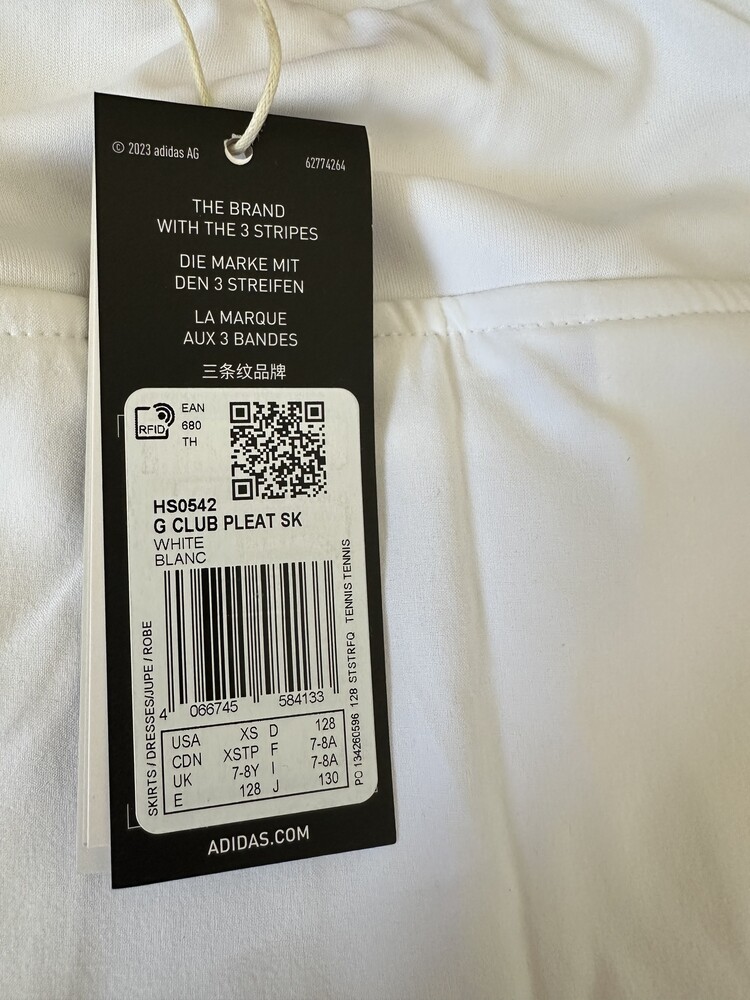 © 2023 adidas AG
62774264
THE BRAND
WITH THE 3 STRIPES
DIE MARKE MIT
DEN 3 STREIFEN
LA MARQUE
AUX 3 BANDES
三条纹品牌
RFID
EAN
680
TH
HS0542
G CLUB PLEAT SK
WHITE
BLANC
SKIRTS / DRESSES/JUPE / ROBE
4 066745 584133
PO 134260596 128 STSTRFQ TENNIS TENNIS
USA XS D 128
CDN XSTP F 7-8A
UK 7-8Y I 7-8A
E 128 J 130
ADIDAS.COM